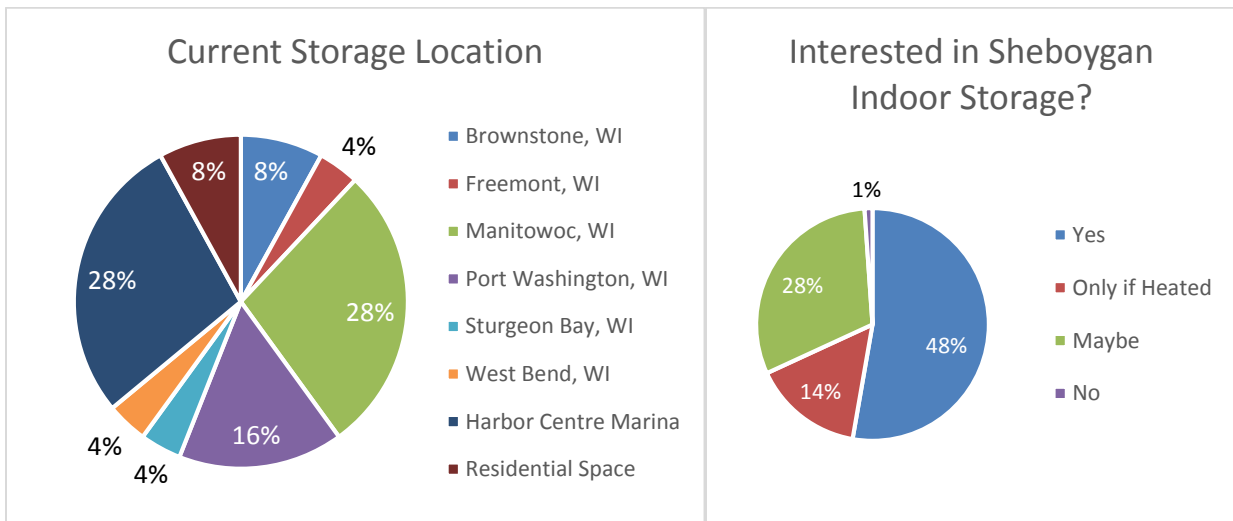 Current Storage Location
8%
4%
28%
16%
4%
4%
28%
8%
Brownstone, WI
Freemont, WI
Manitowoc, WI
Port Washington, WI
Sturgeon Bay, WI
West Bend, WI
Harbor Centre Marina
Residential Space
Interested in Sheboygan
Indoor Storage?
1%
48%
14%
28%
Yes
Only if Heated
Maybe
No